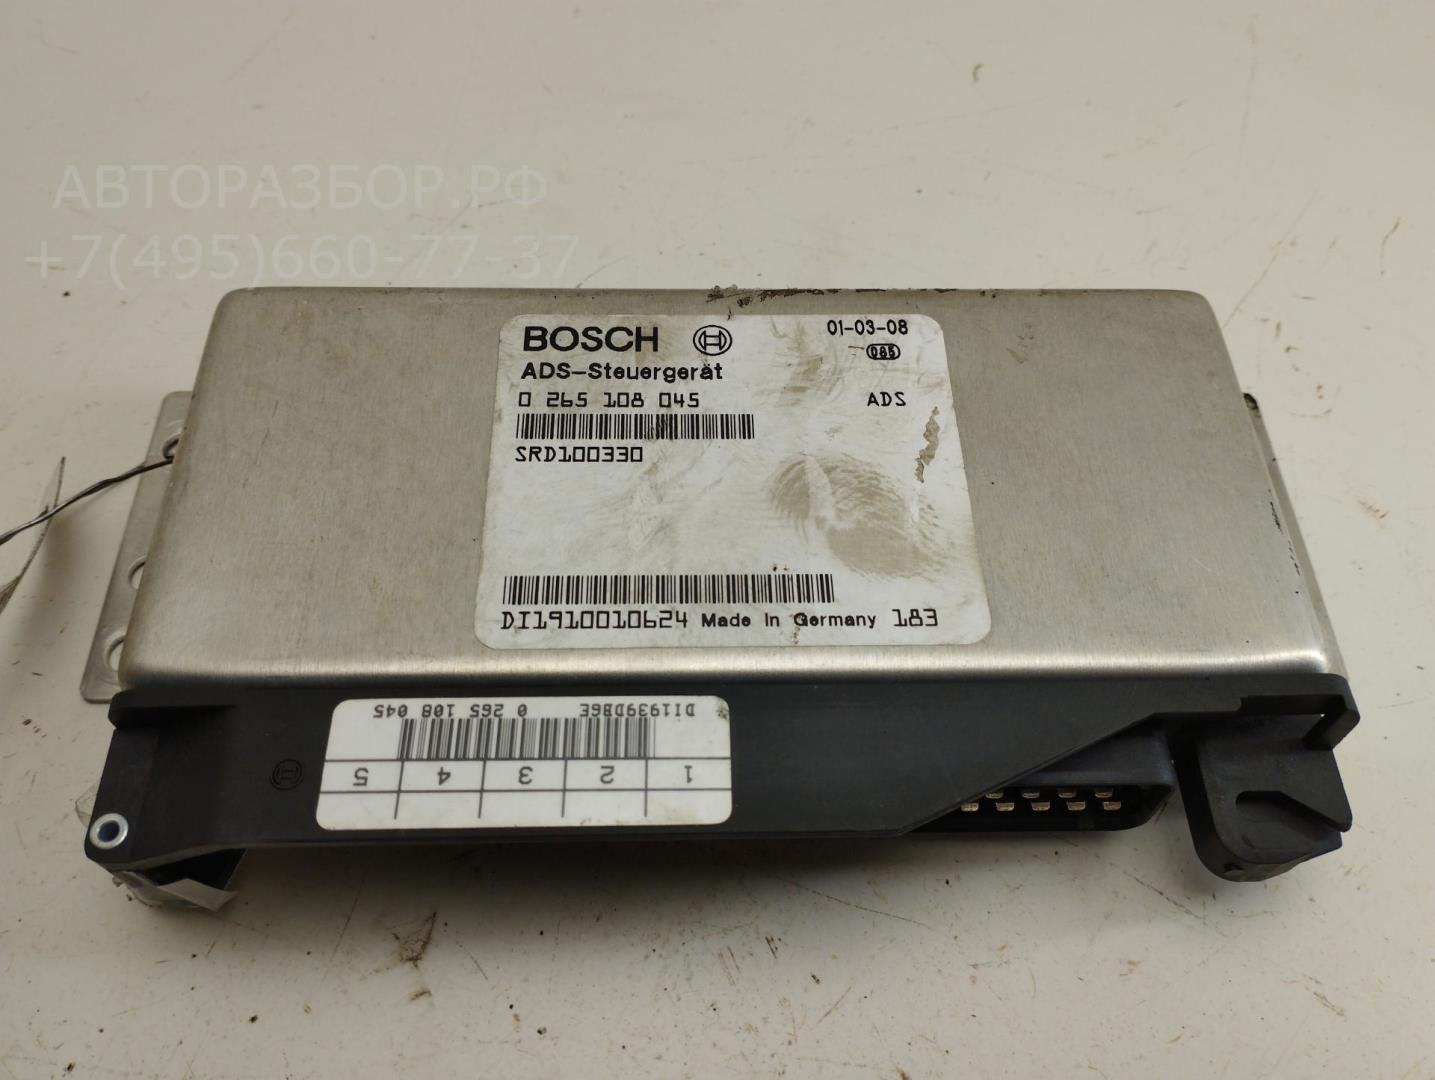 АВТОРАЗБОР.РФ
+7(495)660-77-37
BOSCH
01-03-08
085
ADS-Steuergerät
0 265 108 045
ADS
SRD100330
DI1910010624 Made In Germany 183
DI19399DB6E 0 265 108 045
1 2 3 4 5